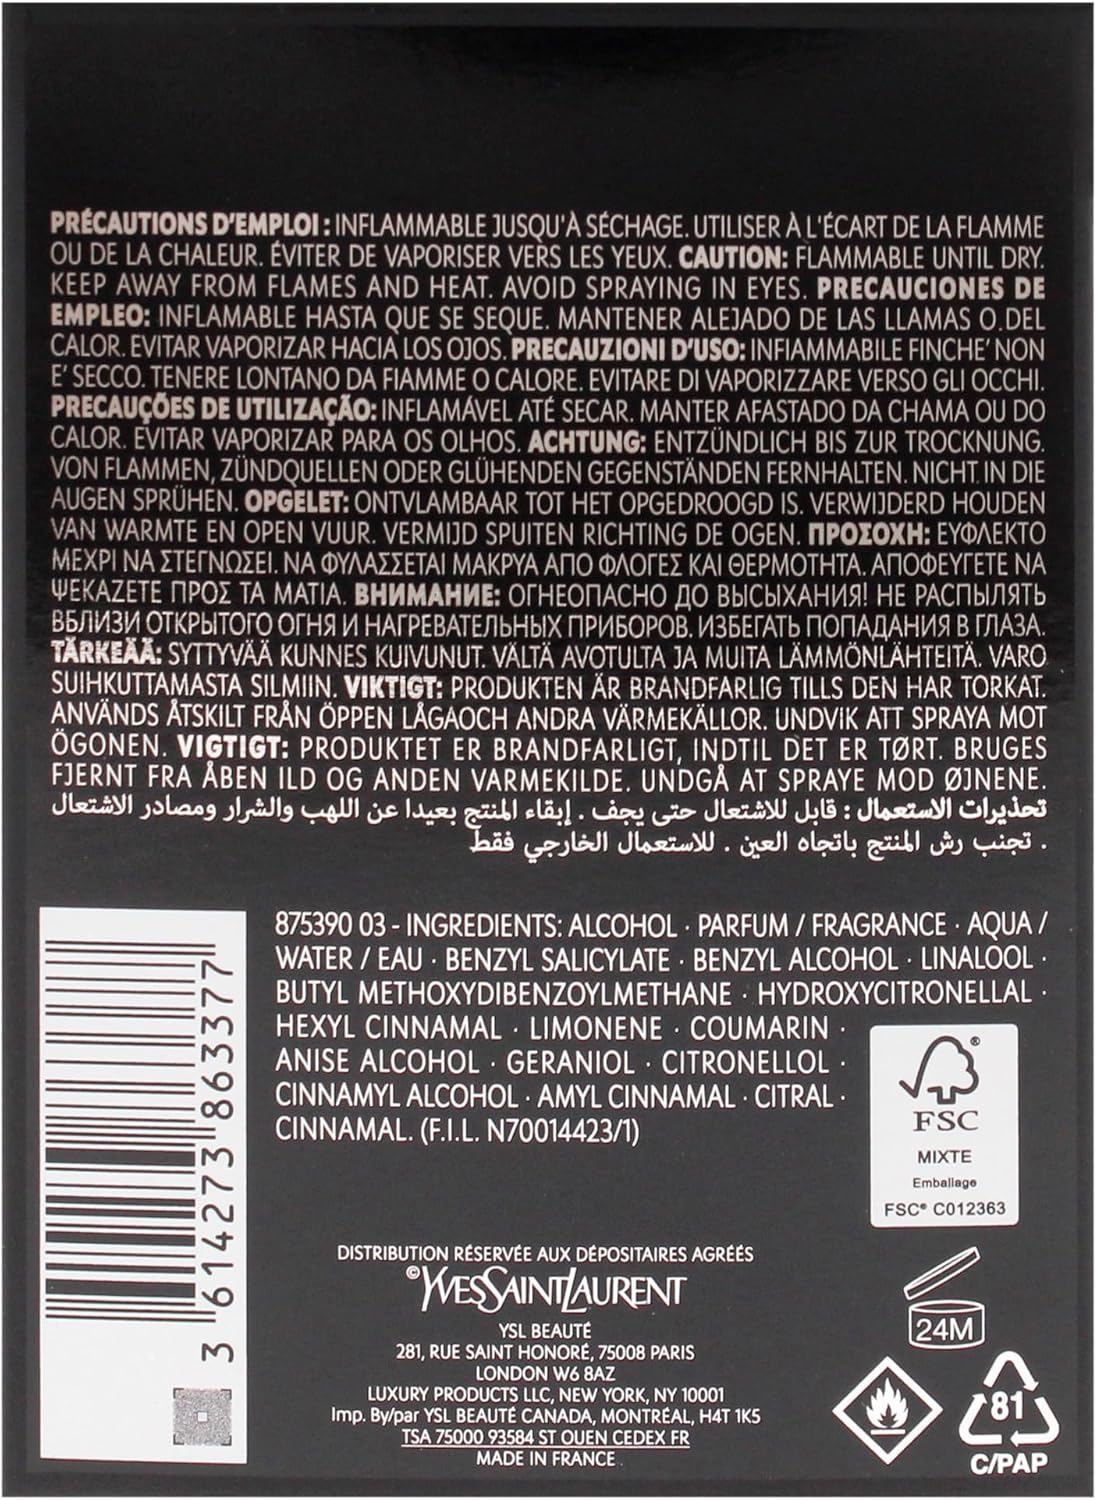 PRÉCAUTIONS D'EMPLOI : INFLAMMABLE JUSQU'À SÉCHAGE. UTILISER À L'ÉCART DE LA FLAMME
OU DE LA CHALEUR. ÉVITER DE VAPORISER VERS LES YEUX. CAUTION: FLAMMABLE UNTIL DRY.
KEEP AWAY FROM FLAMES AND HEAT. AVOID SPRAYING IN EYES. PRECAUCIONES DE
EMPLEO: INFLAMABLE HASTA QUE SE SEQUE. MANTENER ALEJADO DE LAS LLAMAS O DEL
CALOR. EVITAR VAPORIZAR HACIA LOS OJOS. PRECAUZIONI D'USO: INFIAMMABILE FINCHE' NON
E' SECCO. TENERE LONTANO DA FIAMME O CALORE. EVITARE DI VAPORIZZARE VERSO GLI OCCHI.
PRECAUÇÕES DE UTILIZAÇÃO: INFLAMÁVEL ATÉ SECAR. MANTER AFASTADO DA CHAMA OU DO
CALOR. EVITAR VAPORIZAR PARA OS OLHOS. ACHTUNG: ENTZÜNDLICH BIS ZUR TROCKNUNG.
VON FLAMMEN, ZÜNDQUELLEN ODER GLÜHENDEN GEGENSTÄNDEN FERNHALTEN. NICHT IN DIE
AUGEN SPRÜHEN. OPGELET: ONTVLAMBAAR TOT HET OPGEDROOGD IS. VERWIJDERD HOUDEN
VAN WARMTE EN OPEN VUUR. VERMIJD SPUITEN RICHTING DE OGEN. ΠΡΟΣΟΧΗ: ΕΥΦΛΕΚΤΟ
ΜΕΧΡΙ ΝΑ ΣΤΕΓΝΩΣΕΙ. ΝΑ ΦΥΛΑΣΣΕΤΑΙ ΜΑΚΡΥΑ ΑΠΟ ΦΛΟΓΕΣ ΚΑΙ ΘΕΡΜΟΤΗΤΑ. ΑΠΟΦΕΥΓΕΤΕ ΝΑ
ΨΕΚΑΖΕΤΕ ΠΡΟΣ ΤΑ ΜΑΤΙΑ. ВНИМАНИЕ: ОГНЕОПАСНО ДО ВЫСЫХАНИЯ! НЕ РАСПЫЛЯТЬ
ВБЛИЗИ ОТКРЫТОГО ОГНЯ И НАГРЕВАТЕЛЬНЫХ ПРИБОРОВ. ИЗБЕГАТЬ ПОПАДАНИЯ В ГЛАЗА.
TÄRKEÄÄ: SYTTYVÄÄ KUNNES KUIVUNUT. VÄLTÄ AVOTULTA JA MUITA LÄMMÖNLÄHTEITÄ. VARO
SUIHKUTTAMASTA SILMIIN. VIKTIGT: PRODUKTEN ÄR BRANDFARLIG TILLS DEN HAR TORKAT.
ANVÄNDS ÅTSKILT FRÅN ÖPPEN LÅGAOCH ANDRA VÄRMEKÄLLOR. UNDVIK ATT SPRAYA MOT
ÖGONEN. VIGTIGT: PRODUKTET ER BRANDFARLIGT, INDTIL DET ER TØRT. BRUGES
FJERNT FRA ÅBEN ILD OG ANDEN VARMEKILDE. UNDGÅ AT SPRAYE MOD ØJNENE.
تحذيرات الاستعمال : قابل للاشتعال حتى يجف . إبقاء المنتج بعيدا عن اللهب والشرار ومصادر الاشتعال
. تجنب رش المنتج باتجاه العين . للاستعمال الخارجي فقط
875390 03 - INGREDIENTS: ALCOHOL · PARFUM / FRAGRANCE · AQUA /
WATER / EAU · BENZYL SALICYLATE · BENZYL ALCOHOL · LINALOOL ·
BUTYL METHOXYDIBENZOYLMETHANE · HYDROXYCITRONELLAL ·
HEXYL CINNAMAL · LIMONENE · COUMARIN ·
ANISE ALCOHOL · GERANIOL · CITRONELLOL ·
CINNAMYL ALCOHOL · AMYL CINNAMAL · CITRAL ·
CINNAMAL. (F.I.L. N70014423/1)
3 614273 863377
FSC
®
MIXTE
Emballage
FSC® C012363
DISTRIBUTION RÉSERVÉE AUX DÉPOSITAIRES AGRÉÉS
©YVESSAINTLAURENT
YSL BEAUTÉ
281, RUE SAINT HONORÉ, 75008 PARIS
LONDON W6 8AZ
LUXURY PRODUCTS LLC, NEW YORK, NY 10001
Imp. By/par YSL BEAUTÉ CANADA, MONTRÉAL, H4T 1K5
TSA 75000 93584 ST OUEN CEDEX FR
MADE IN FRANCE
24M
81
C/PAP